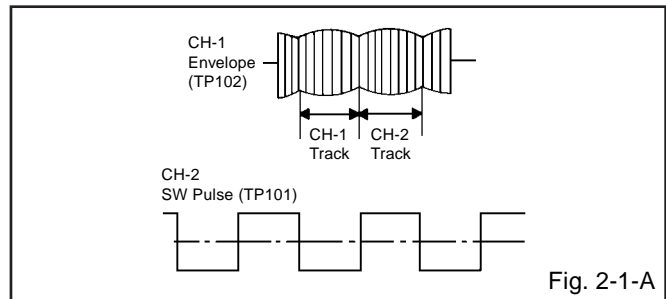 CH-1
Envelope
(TP102)
CH-1
Track
CH-2
Track
CH-2
SW Pulse (TP101)
Fig. 2-1-A